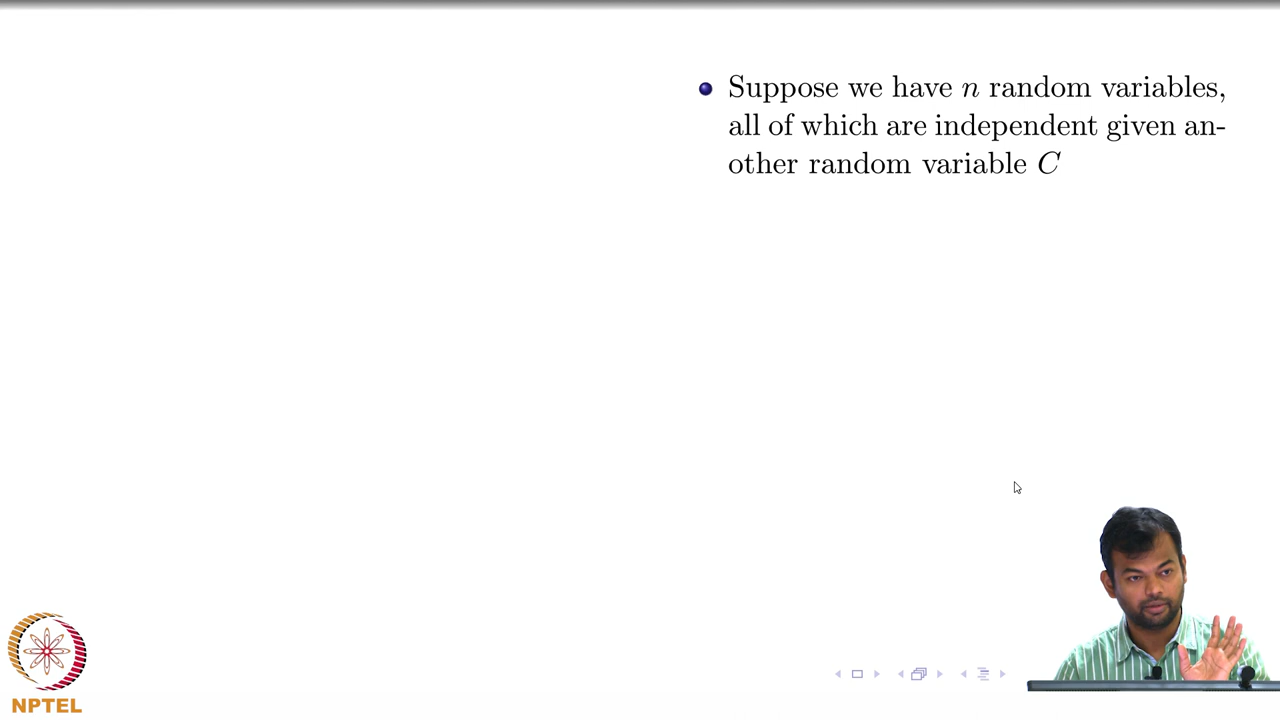 Suppose we have n random variables,
all of which are independent given an-
other random variable C
NPTEL